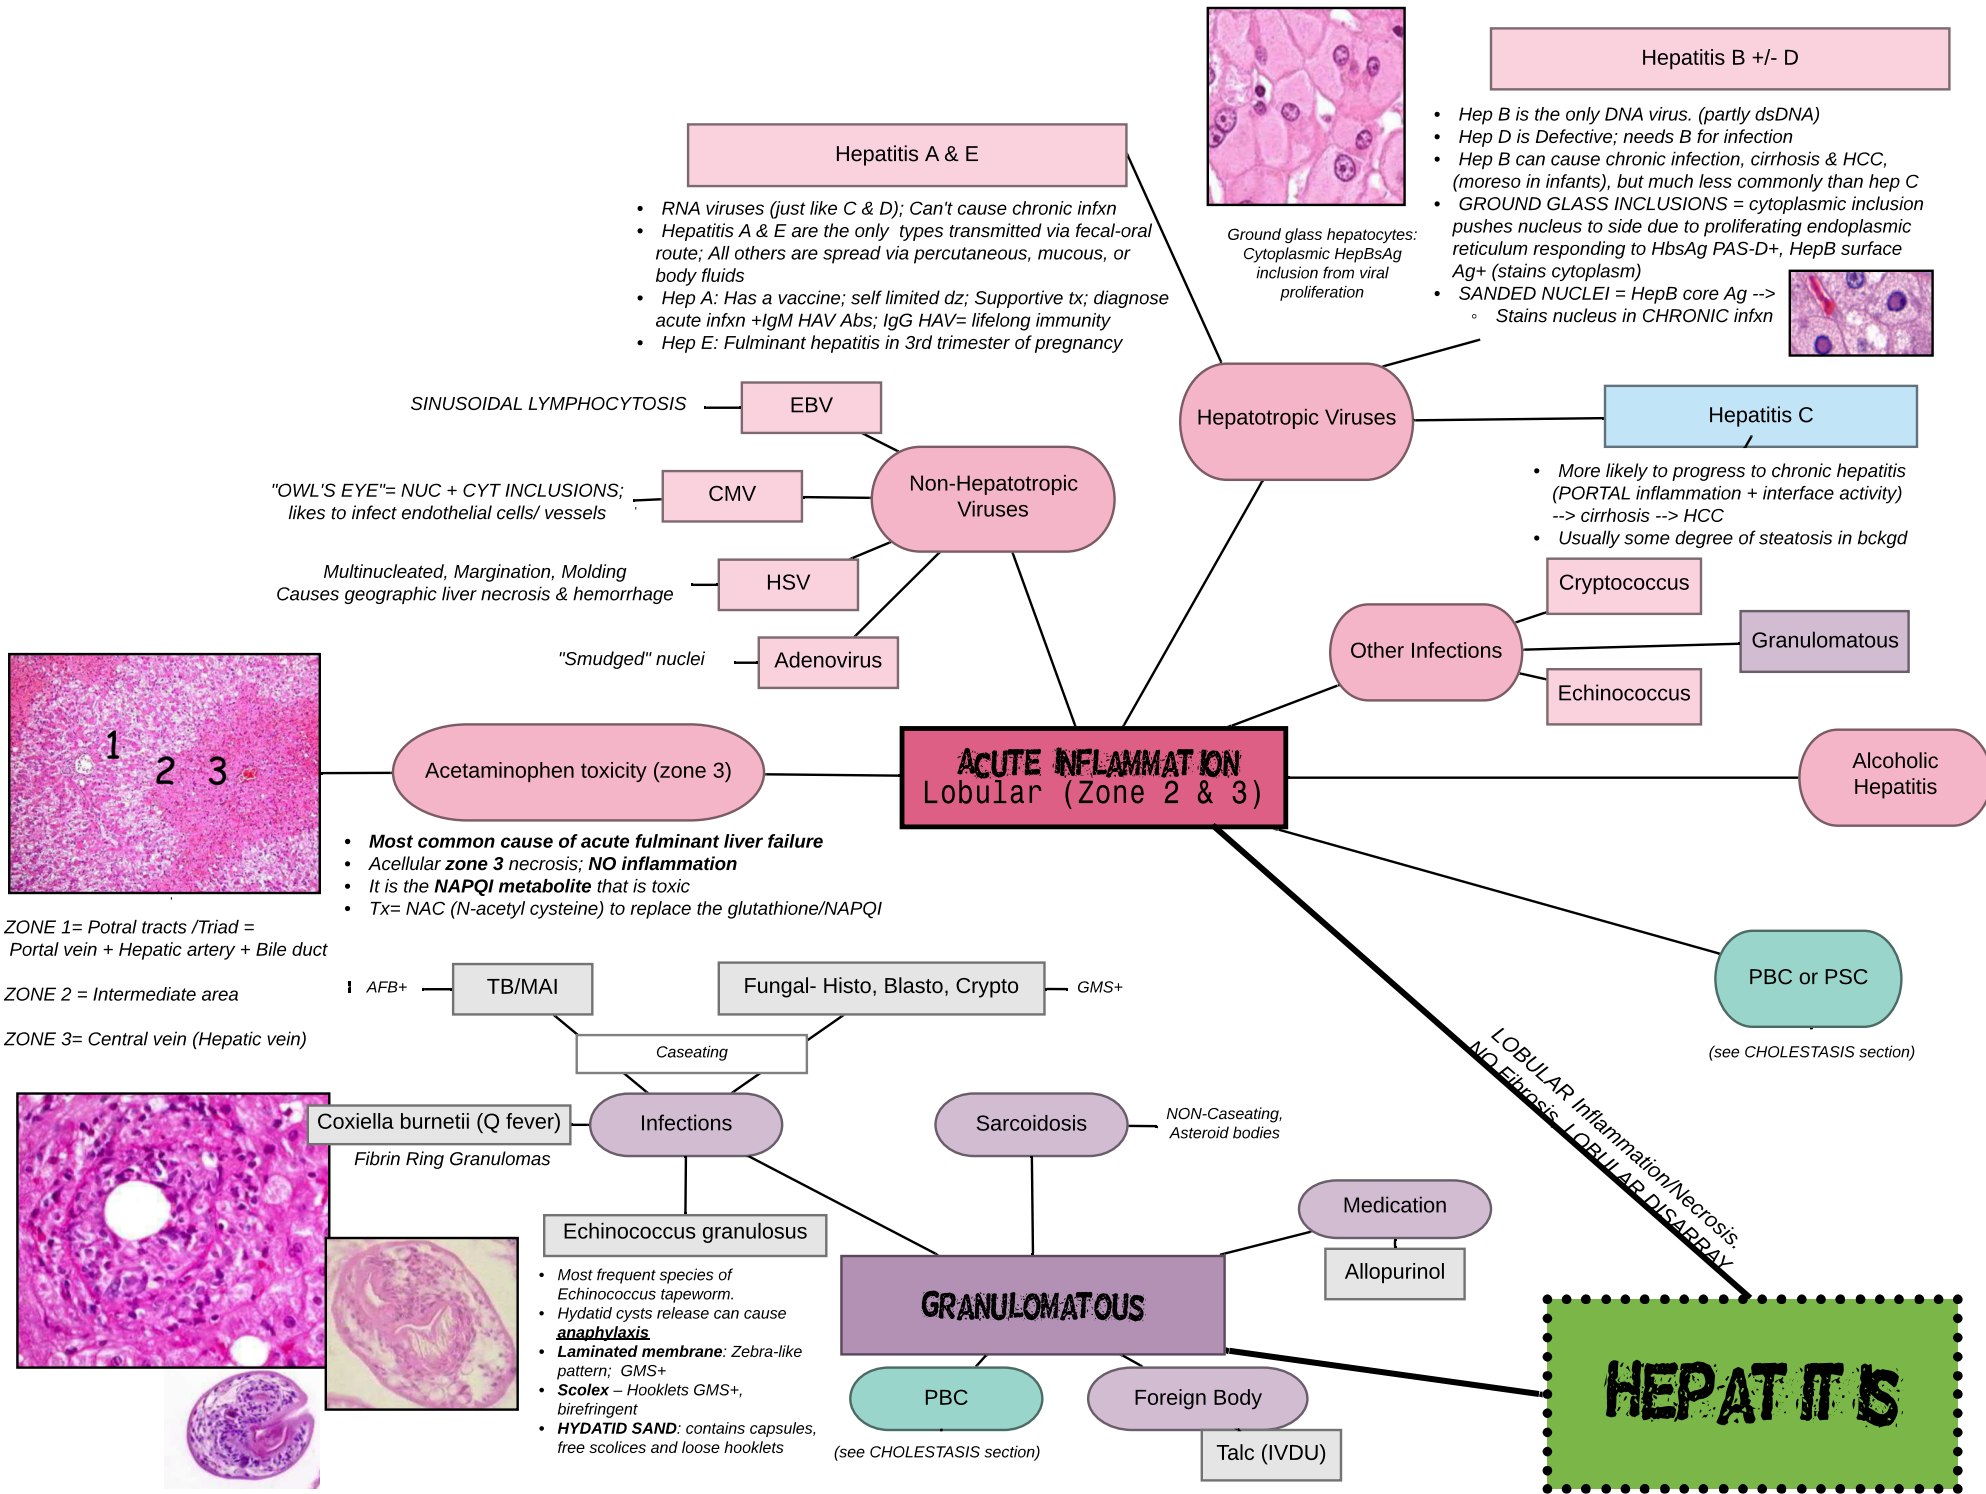 Hepatitis B +/- D
• Hep B is the only DNA virus. (partly dsDNA)
• Hep D is Defective; needs B for infection
• Hep B can cause chronic infection, cirrhosis & HCC,
(moreso in infants), but much less commonly than hep C
• GROUND GLASS INCLUSIONS = cytoplasmic inclusion
pushes nucleus to side due to proliferating endoplasmic
reticulum responding to HbsAg PAS-D+, HepB surface
Ag+ (stains cytoplasm)
• SANDED NUCLEI = HepB core Ag -->
◦ Stains nucleus in CHRONIC infxn
Ground glass hepatocytes:
Cytoplasmic HepBsAg
inclusion from viral
proliferation
Hepatitis A & E
• RNA viruses (just like C & D); Can't cause chronic infxn
• Hepatitis A & E are the only types transmitted via fecal-oral
route; All others are spread via percutaneous, mucous, or
body fluids
• Hep A: Has a vaccine; self limited dz; Supportive tx; diagnose
acute infxn +IgM HAV Abs; IgG HAV= lifelong immunity
• Hep E: Fulminant hepatitis in 3rd trimester of pregnancy
Hepatotropic Viruses
Hepatitis C
• More likely to progress to chronic hepatitis
(PORTAL inflammation + interface activity)
--> cirrhosis --> HCC
• Usually some degree of steatosis in bckgd
SINUSOIDAL LYMPHOCYTOSIS
EBV
Non-Hepatotropic
Viruses
"OWL'S EYE"= NUC + CYT INCLUSIONS;
likes to infect endothelial cells/ vessels
CMV
Multinucleated, Margination, Molding
Causes geographic liver necrosis & hemorrhage
HSV
"Smudged" nuclei
Adenovirus
Cryptococcus
Other Infections
Granulomatous
Echinococcus
1
2
3
Acetaminophen toxicity (zone 3)
ACUTE INFLAMMATION
Lobular (Zone 2 & 3)
Alcoholic
Hepatitis
• Most common cause of acute fulminant liver failure
• Acellular zone 3 necrosis; NO inflammation
• It is the NAPQI metabolite that is toxic
• Tx= NAC (N-acetyl cysteine) to replace the glutathione/NAPQI
ZONE 1= Potral tracts /Triad =
Portal vein + Hepatic artery + Bile duct
ZONE 2 = Intermediate area
ZONE 3= Central vein (Hepatic vein)
PBC or PSC
(see CHOLESTASIS section)
AFB+
TB/MAI
Fungal- Histo, Blasto, Crypto
GMS+
Caseating
Coxiella burnetii (Q fever)
Fibrin Ring Granulomas
Infections
Sarcoidosis
NON-Caseating,
Asteroid bodies
LOBULAR Inflammation/Necrosis.
NO Fibrosis. LOBULAR DISARRAY
Echinococcus granulosus
• Most frequent species of
Echinococcus tapeworm.
• Hydatid cysts release can cause
anaphylaxis
• Laminated membrane: Zebra-like
pattern; GMS+
• Scolex – Hooklets GMS+,
birefringent
• HYDATID SAND: contains capsules,
free scolices and loose hooklets
Medication
Allopurinol
GRANULOMATOUS
PBC
(see CHOLESTASIS section)
Foreign Body
Talc (IVDU)
HEPATITIS